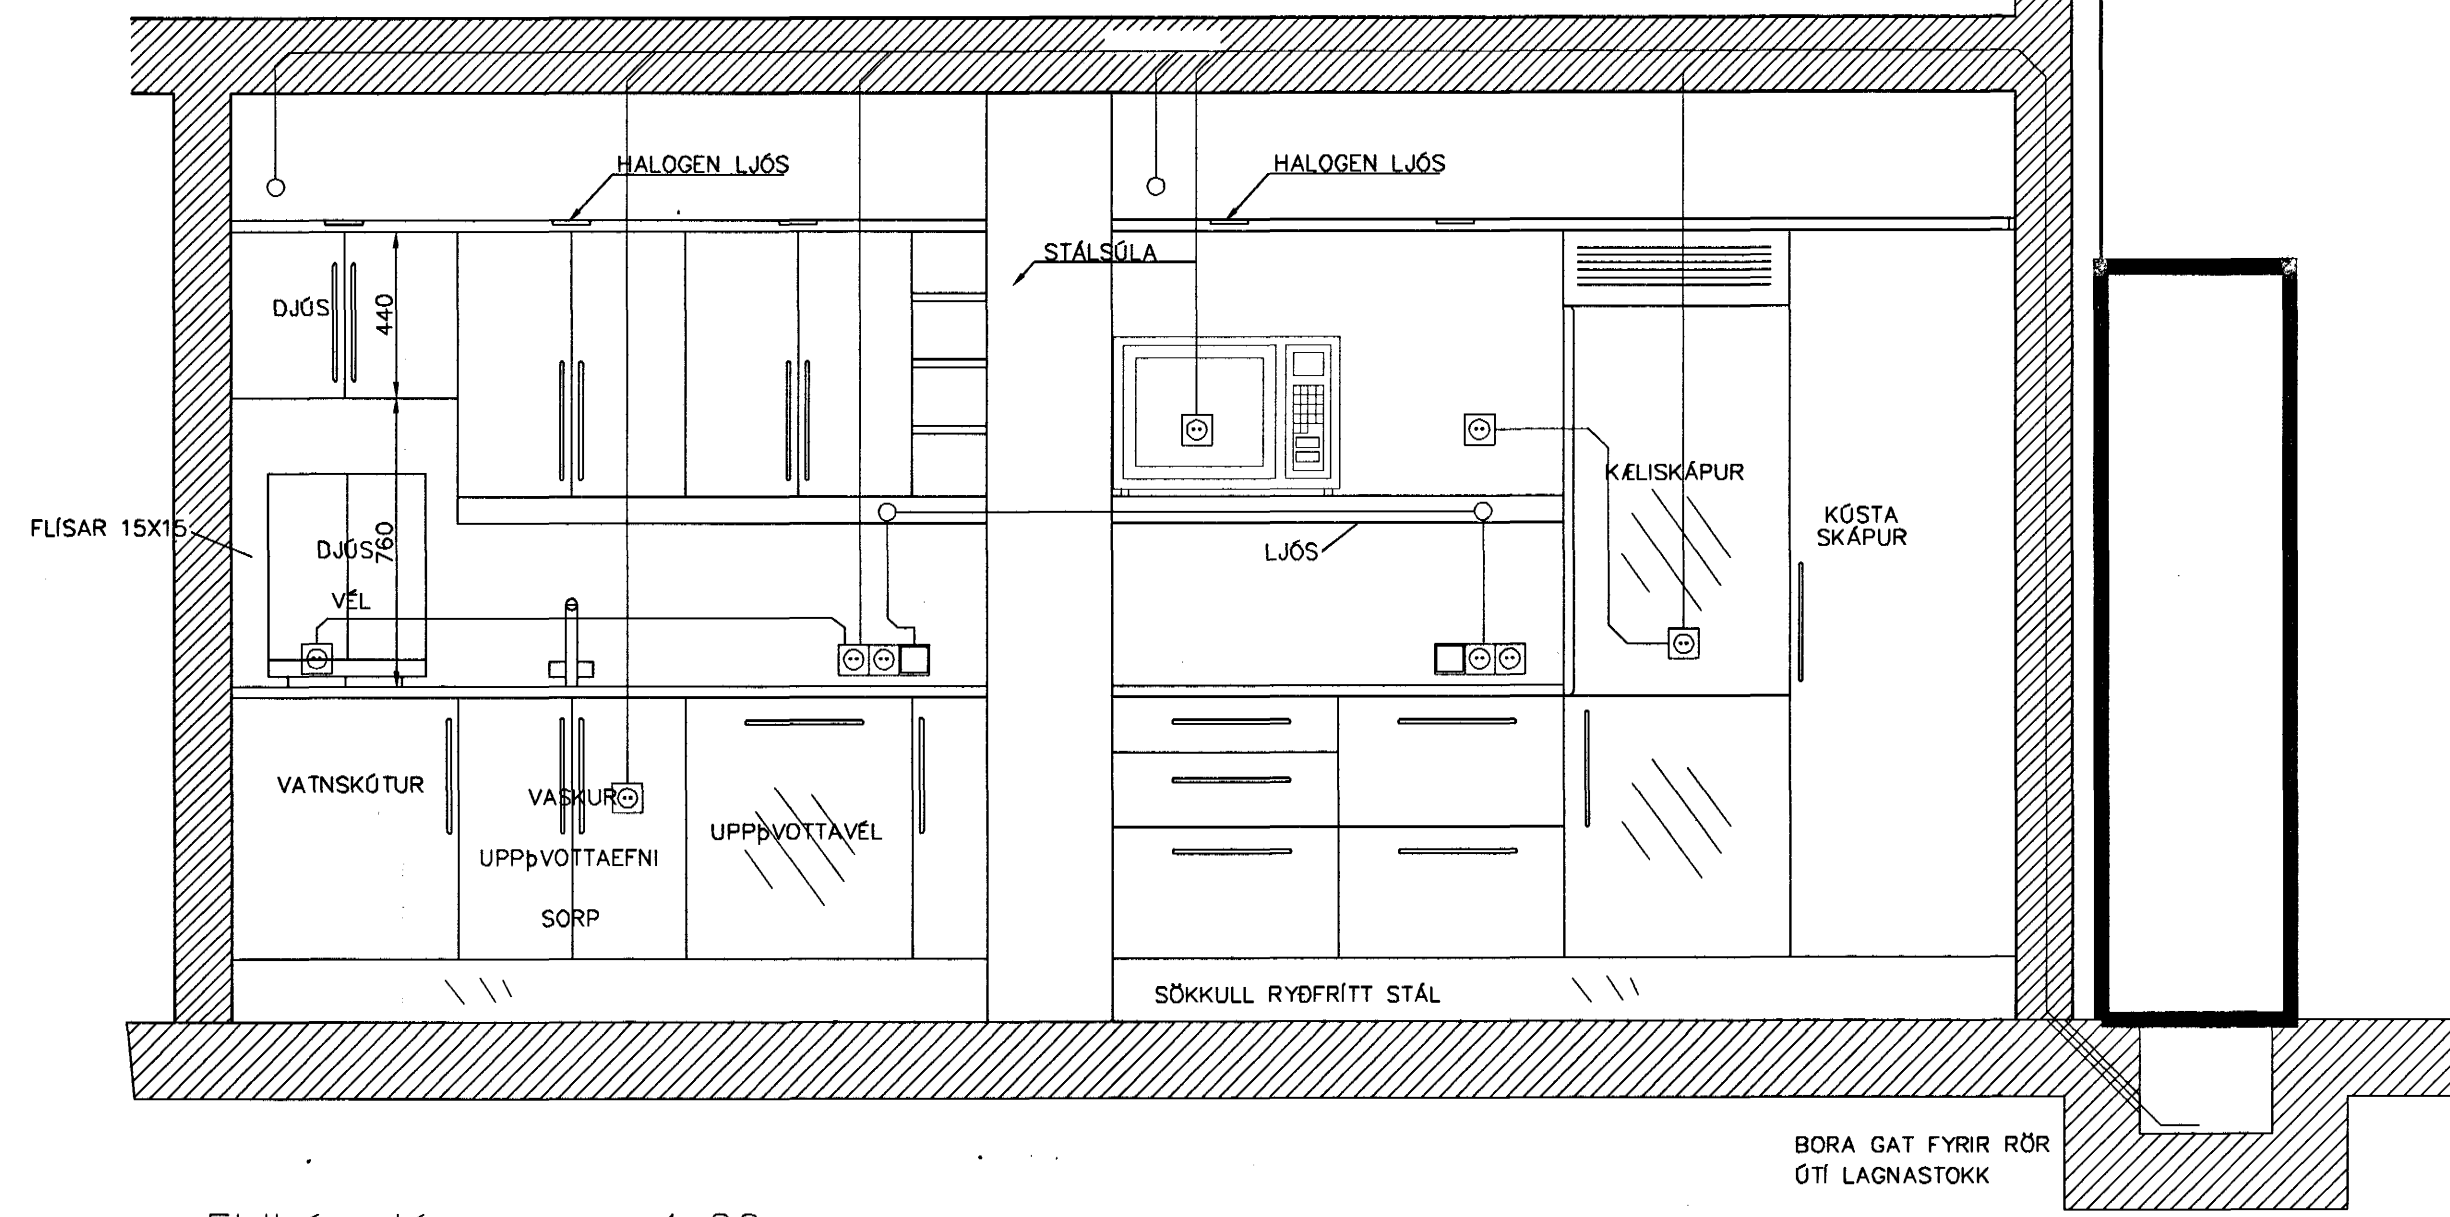 HALOGEN LJÓS
HALOGEN LJÓS
STÁLSÚLA
DJÚS
440
KÆLISKÁPUR
KÚSTA
SKÁPUR
FLÍSAR 15X15
DJÚS
760
VÉL
LJÓS
VATNSKÚTUR
VASKUR
UPPÞVOTTAEFNI
SORP
UPPÞVOTTAVÉL
SÖKKULL RYÐFRÍTT STÁL
BORA GAT FYRIR RÖR
ÚTÍ LAGNASTOKK